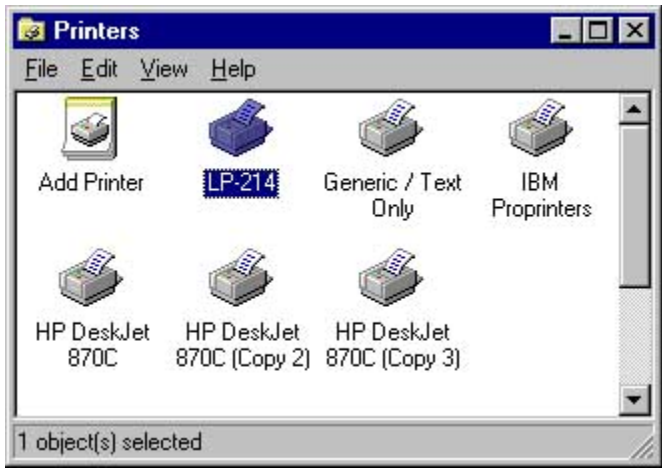 Printers
File Edit View Help
Add Printer
LP-214
Generic / Text
Only
IBM
Proprinters
HP DeskJet
870C
HP DeskJet
870C (Copy 2)
HP DeskJet
870C (Copy 3)
1 object(s) selected